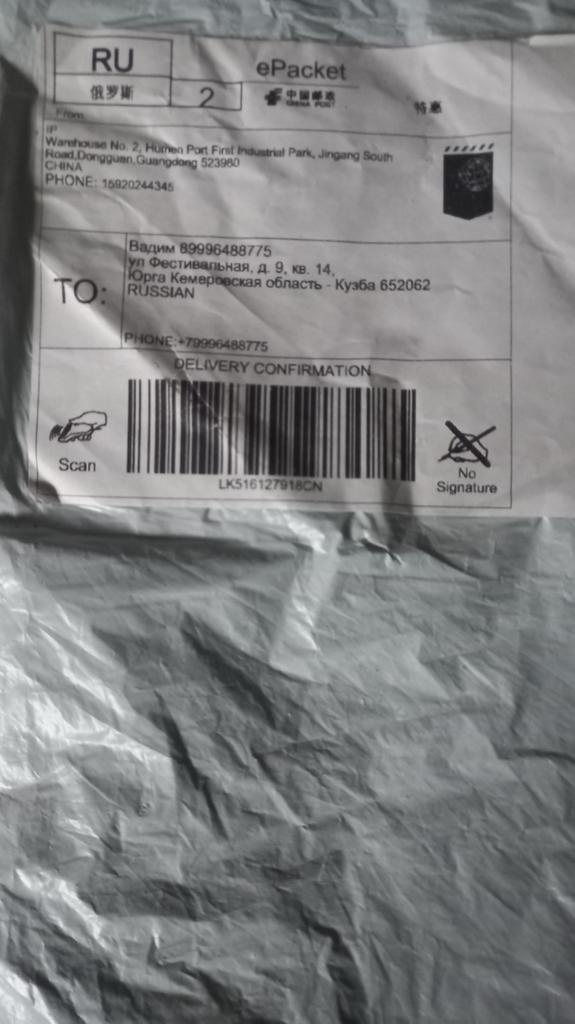 RU
俄罗斯
2
ePacket
中国邮政
CHINA POST
特惠
From
IP
Warehouse No. 2, Humen Port First Industrial Park, Jingang South
Road,Dongguan,Guangdong 523980
CHINA
PHONE: 15920244345
TO:
Вадим 89996488775
ул Фестивальная, д. 9, кв. 14,
Юрга Кемеровская область - Кузба 652062
RUSSIAN
PHONE:+79996488775
DELIVERY CONFIRMATION
Scan
LK516127918CN
No
Signature